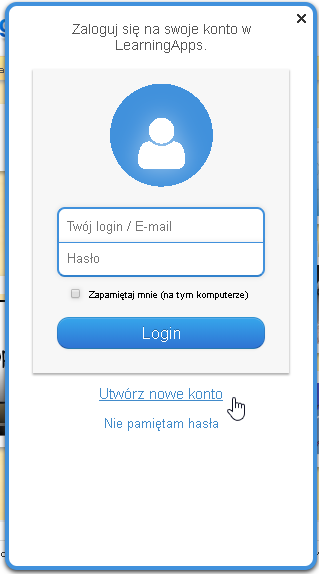 Zaloguj się na swoje konto w
LearningApps.
Twój login / E-mail
Hasło
Zapamiętaj mnie (na tym komputerze)
Login
Utwórz nowe konto
Nie pamiętam hasła